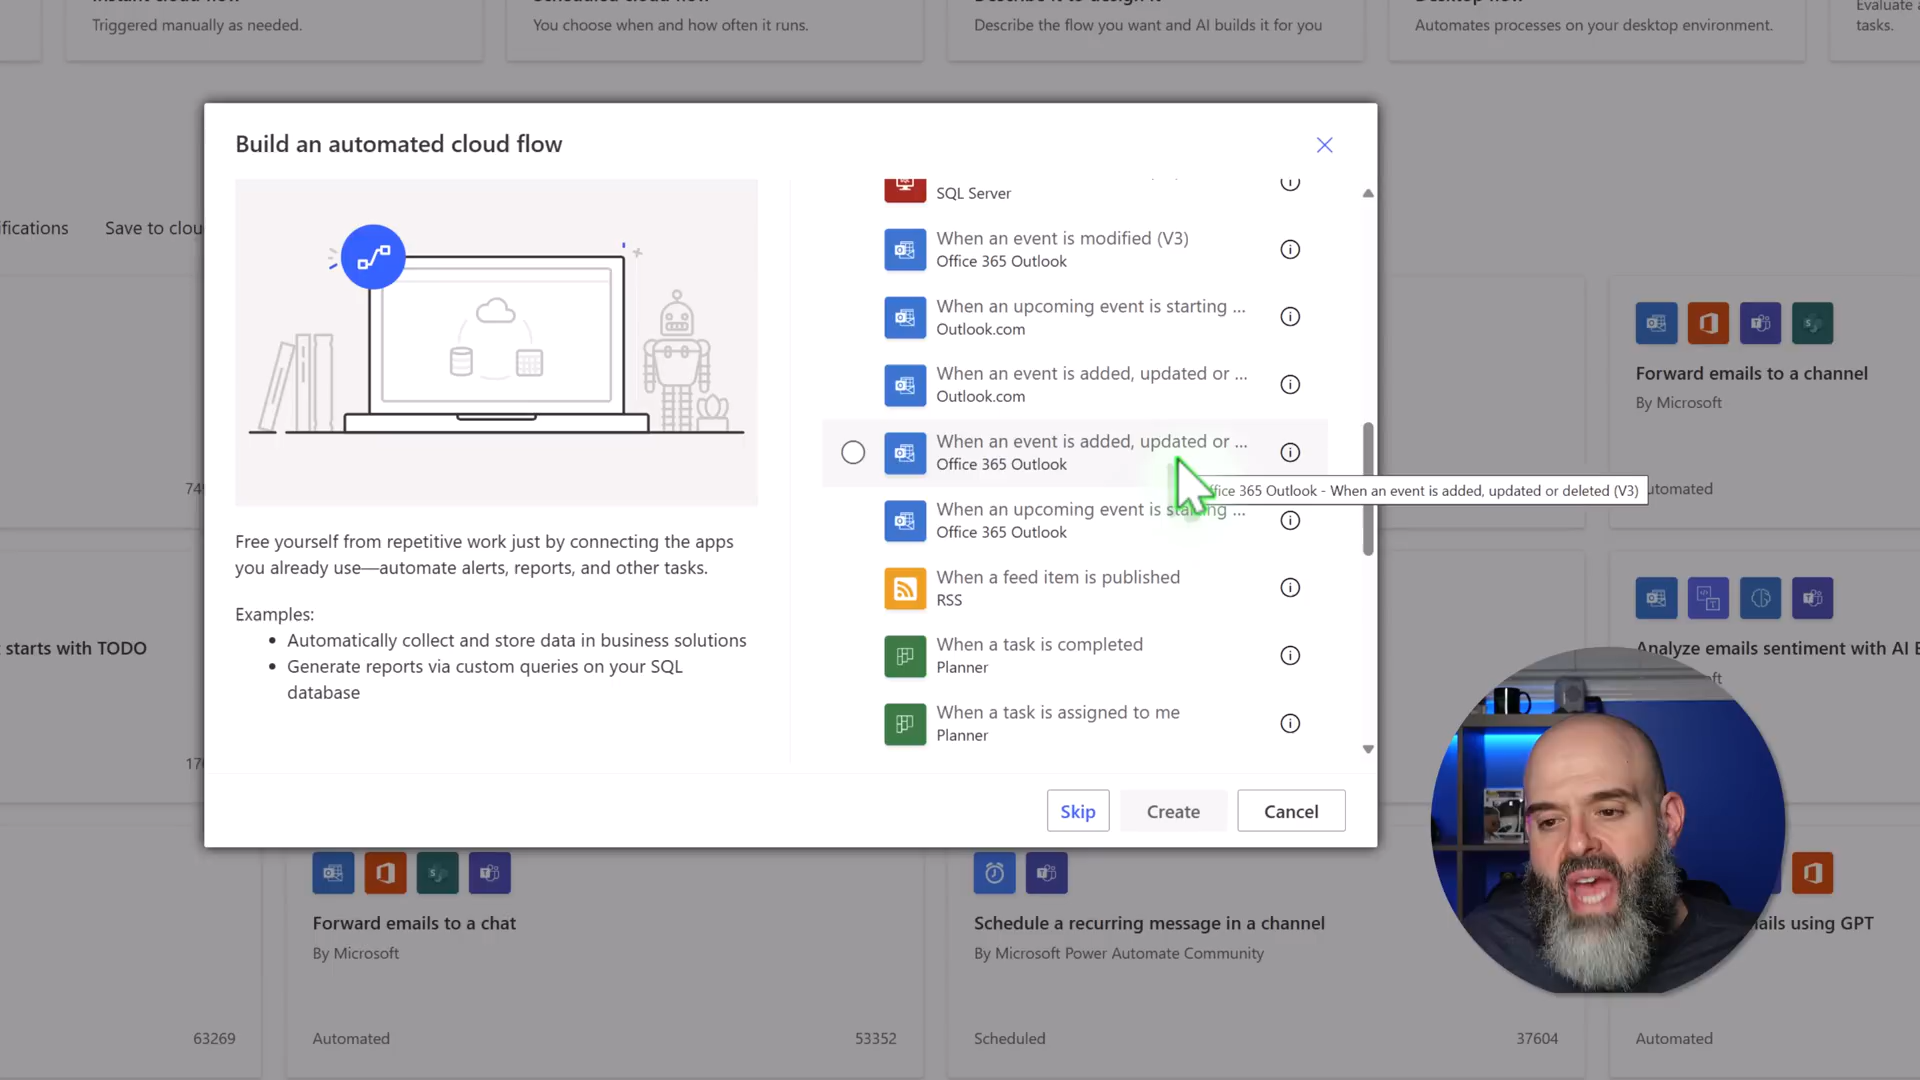 Triggered manually as needed.
You choose when and how often it runs.
Describe the flow you want and AI builds it for you
Automates processes on your desktop environment.
Evaluate
tasks.
Build an automated cloud flow
SQL Server
When an event is modified (V3)
Office 365 Outlook
When an upcoming event is starting ...
Outlook.com
When an event is added, updated or ...
Outlook.com
When an event is added, updated or ...
Office 365 Outlook
ffice 365 Outlook - When an event is added, updated or deleted (V3)
When an upcoming event is starting ...
Office 365 Outlook
When a feed item is published
RSS
When a task is completed
Planner
When a task is assigned to me
Planner
Free yourself from repetitive work just by connecting the apps
you already use—automate alerts, reports, and other tasks.
Examples:
• Automatically collect and store data in business solutions
• Generate reports via custom queries on your SQL
database
Skip
Create
Cancel
ifications
Save to clou
Forward emails to a channel
By Microsoft
utomated
starts with TODO
Analyze emails sentiment with AI B
Forward emails to a chat
By Microsoft
Schedule a recurring message in a channel
By Microsoft Power Automate Community
ails using GPT
63269
Automated
53352
Scheduled
37604
Automated